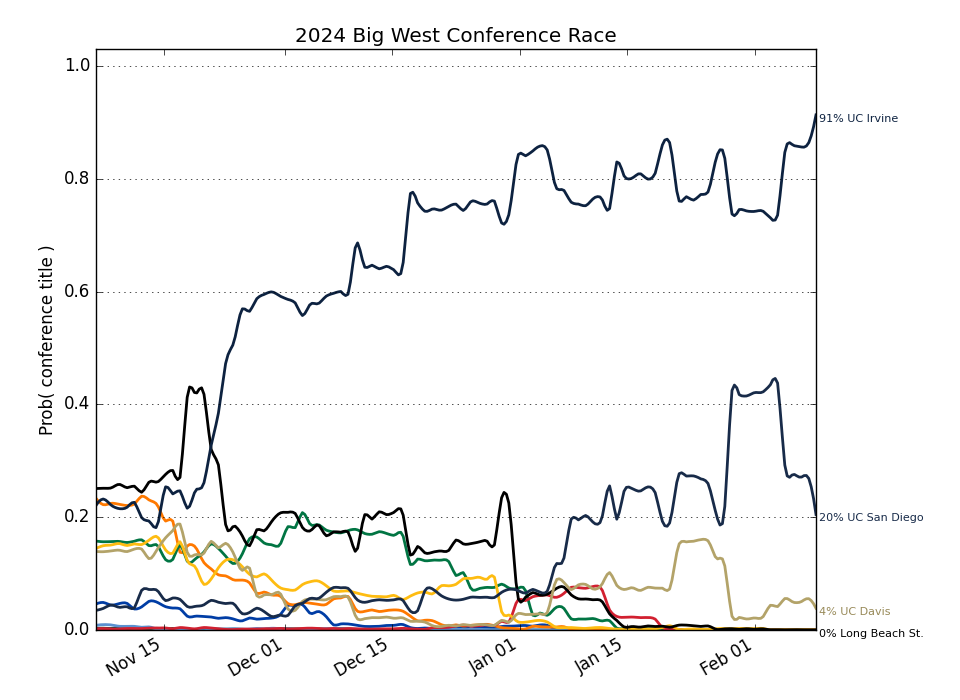 2024 Big West Conference Race
Prob( conference title )
1.0
0.8
0.6
0.4
0.2
0.0
91% UC Irvine
20% UC San Diego
4% UC Davis
0% Long Beach St.
Nov 15
Dec 01
Dec 15
Jan 01
Jan 15
Feb 01